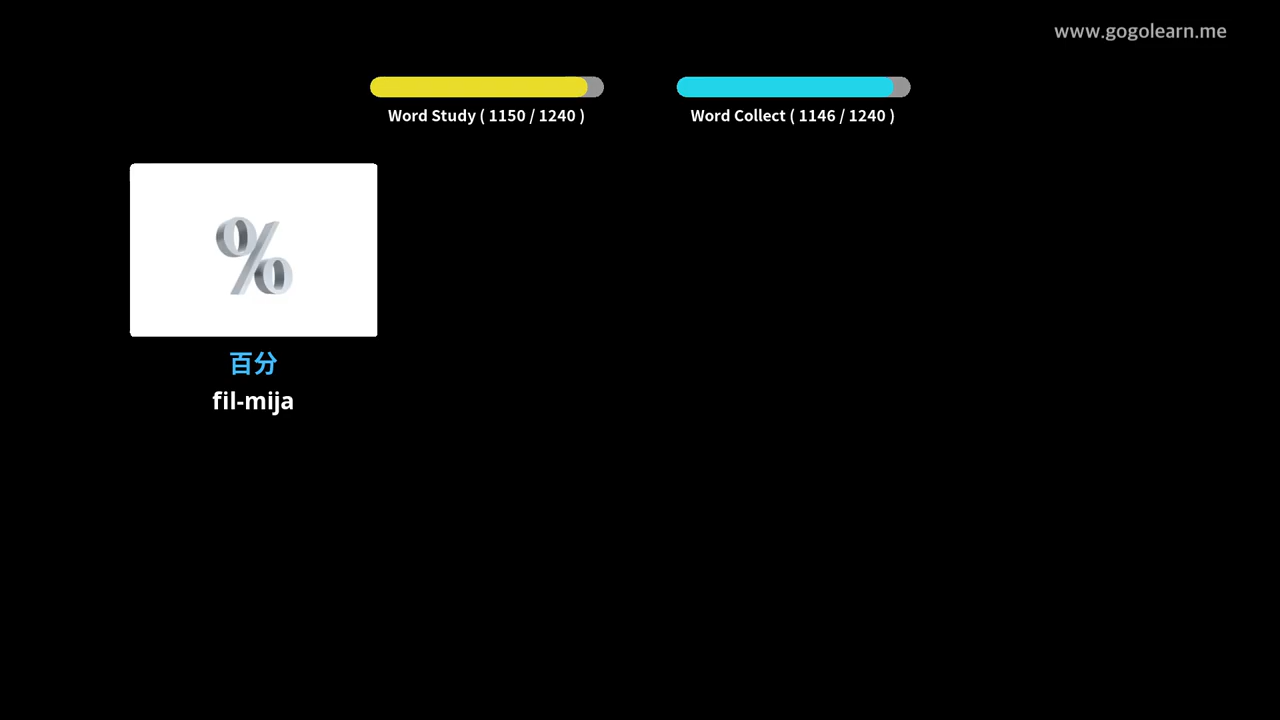 www.gogolearn.me
Word Study ( 1150 / 1240 )
Word Collect ( 1146 / 1240 )
%
百分
fil-mija